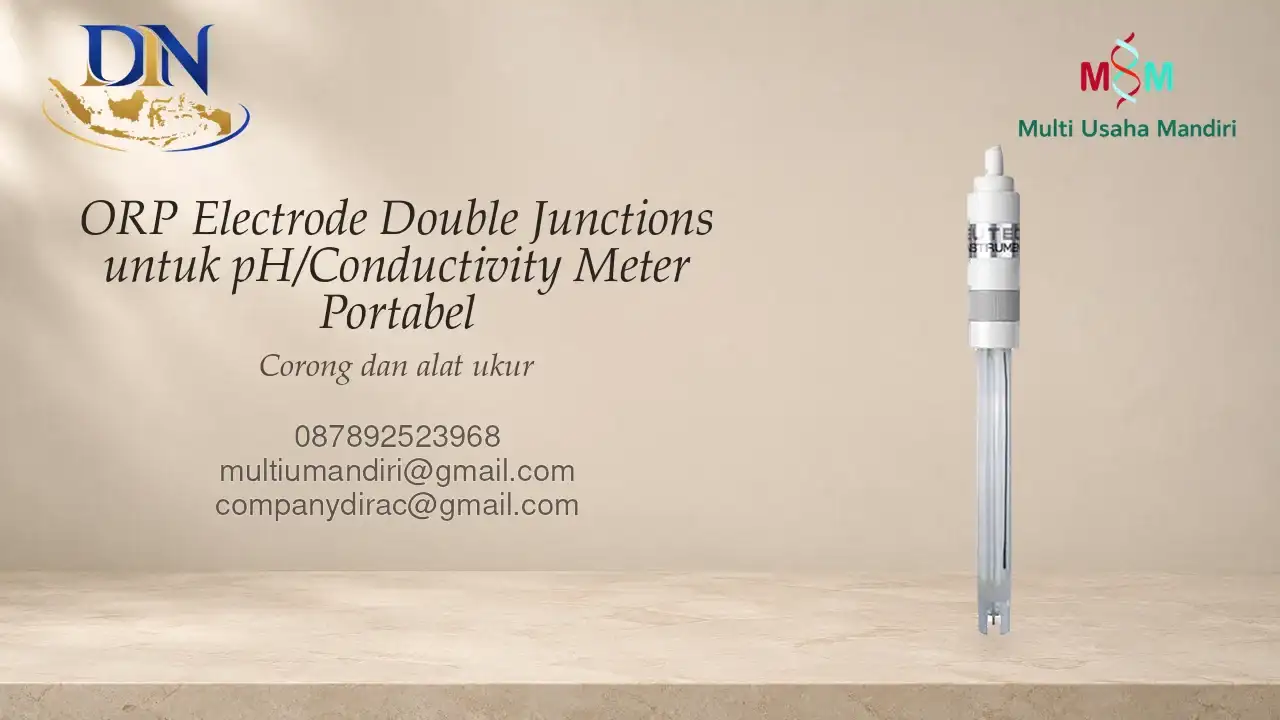 DIN
MSM
Multi Usaha Mandiri
ORP Electrode Double Junctions
untuk pH/Conductivity Meter
Portabel
Corong dan alat ukur
087892523968
multiumandiri@gmail.com
companydirac@gmail.com